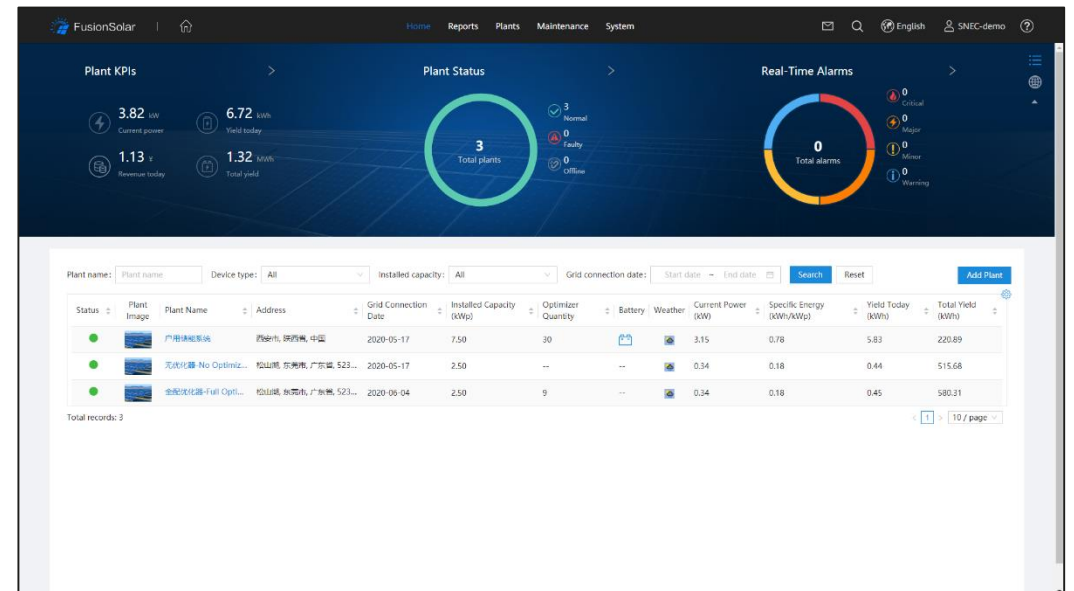 FusionSolar
Home Reports Plants Maintenance System
English SNEC-demo
Plant KPIs
3.82 kW
Current power
6.72 kWh
Yield today
1.13 ¥
Revenue today
1.32 MWh
Total yield
Plant Status
3
Total plants
3
Normal
0
Faulty
0
Offline
Real-Time Alarms
0
Total alarms
0
Critical
0
Major
0
Minor
0
Warning
Plant name: Plant name Device type: All Installed capacity: All Grid connection date: Start date ~ End date Search Reset Add Plant
Status Plant Image Plant Name Address Grid Connection Date Installed Capacity (kWp) Optimizer Quantity Battery Weather Current Power (kW) Specific Energy (kWh/kWp) Yield Today (kWh) Total Yield (kWh)
户用储能系统 西安市, 陕西省, 中国 2020-05-17 7.50 30 3.15 0.78 5.83 220.89
无优化器-No Optimiz... 松山湖, 东莞市, 广东省, 523... 2020-05-17 2.50 -- -- 0.34 0.18 0.44 515.68
全配优化器-Full Opti... 松山湖, 东莞市, 广东省, 523... 2020-06-04 2.50 9 -- 0.34 0.18 0.45 580.31
Total records: 3
< 1 > 10 / page